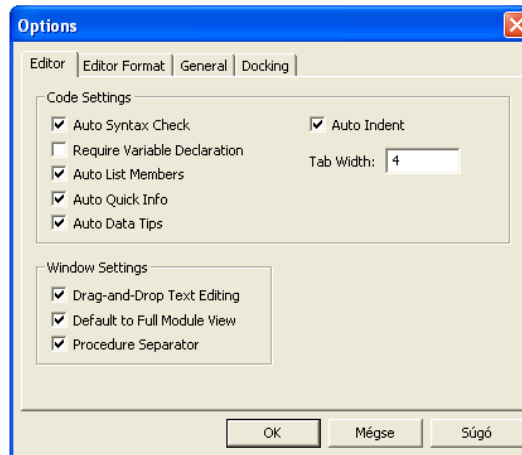 Options
Editor Editor Format General Docking
Code Settings
Auto Syntax Check Auto Indent
Require Variable Declaration
Auto List Members Tab Width: 4
Auto Quick Info
Auto Data Tips
Window Settings
Drag-and-Drop Text Editing
Default to Full Module View
Procedure Separator
OK Mégse Súgó